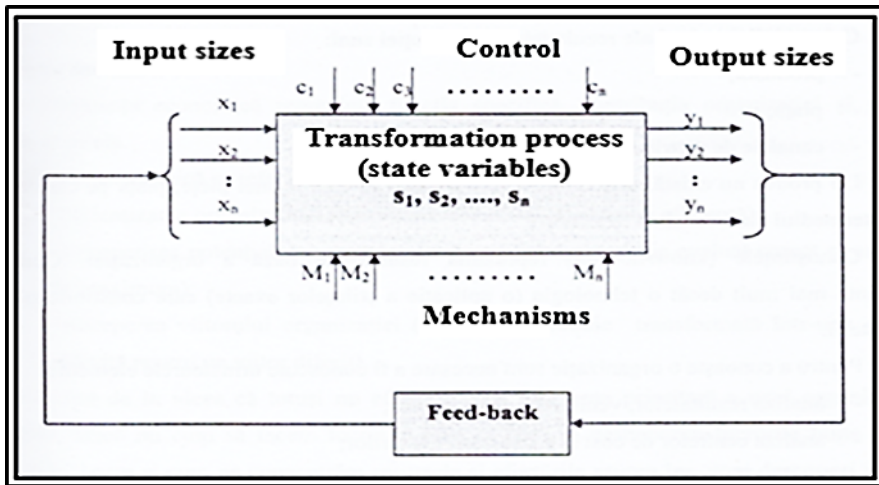 Input sizes
Control
Output sizes
c1 c2 c3 ......... cn
x1
x2
:
xn
Transformation process
(state variables)
s1, s2, ...., sn
y1
y2
:
yn
M1 M2 ......... Mn
Mechanisms
Feed-back